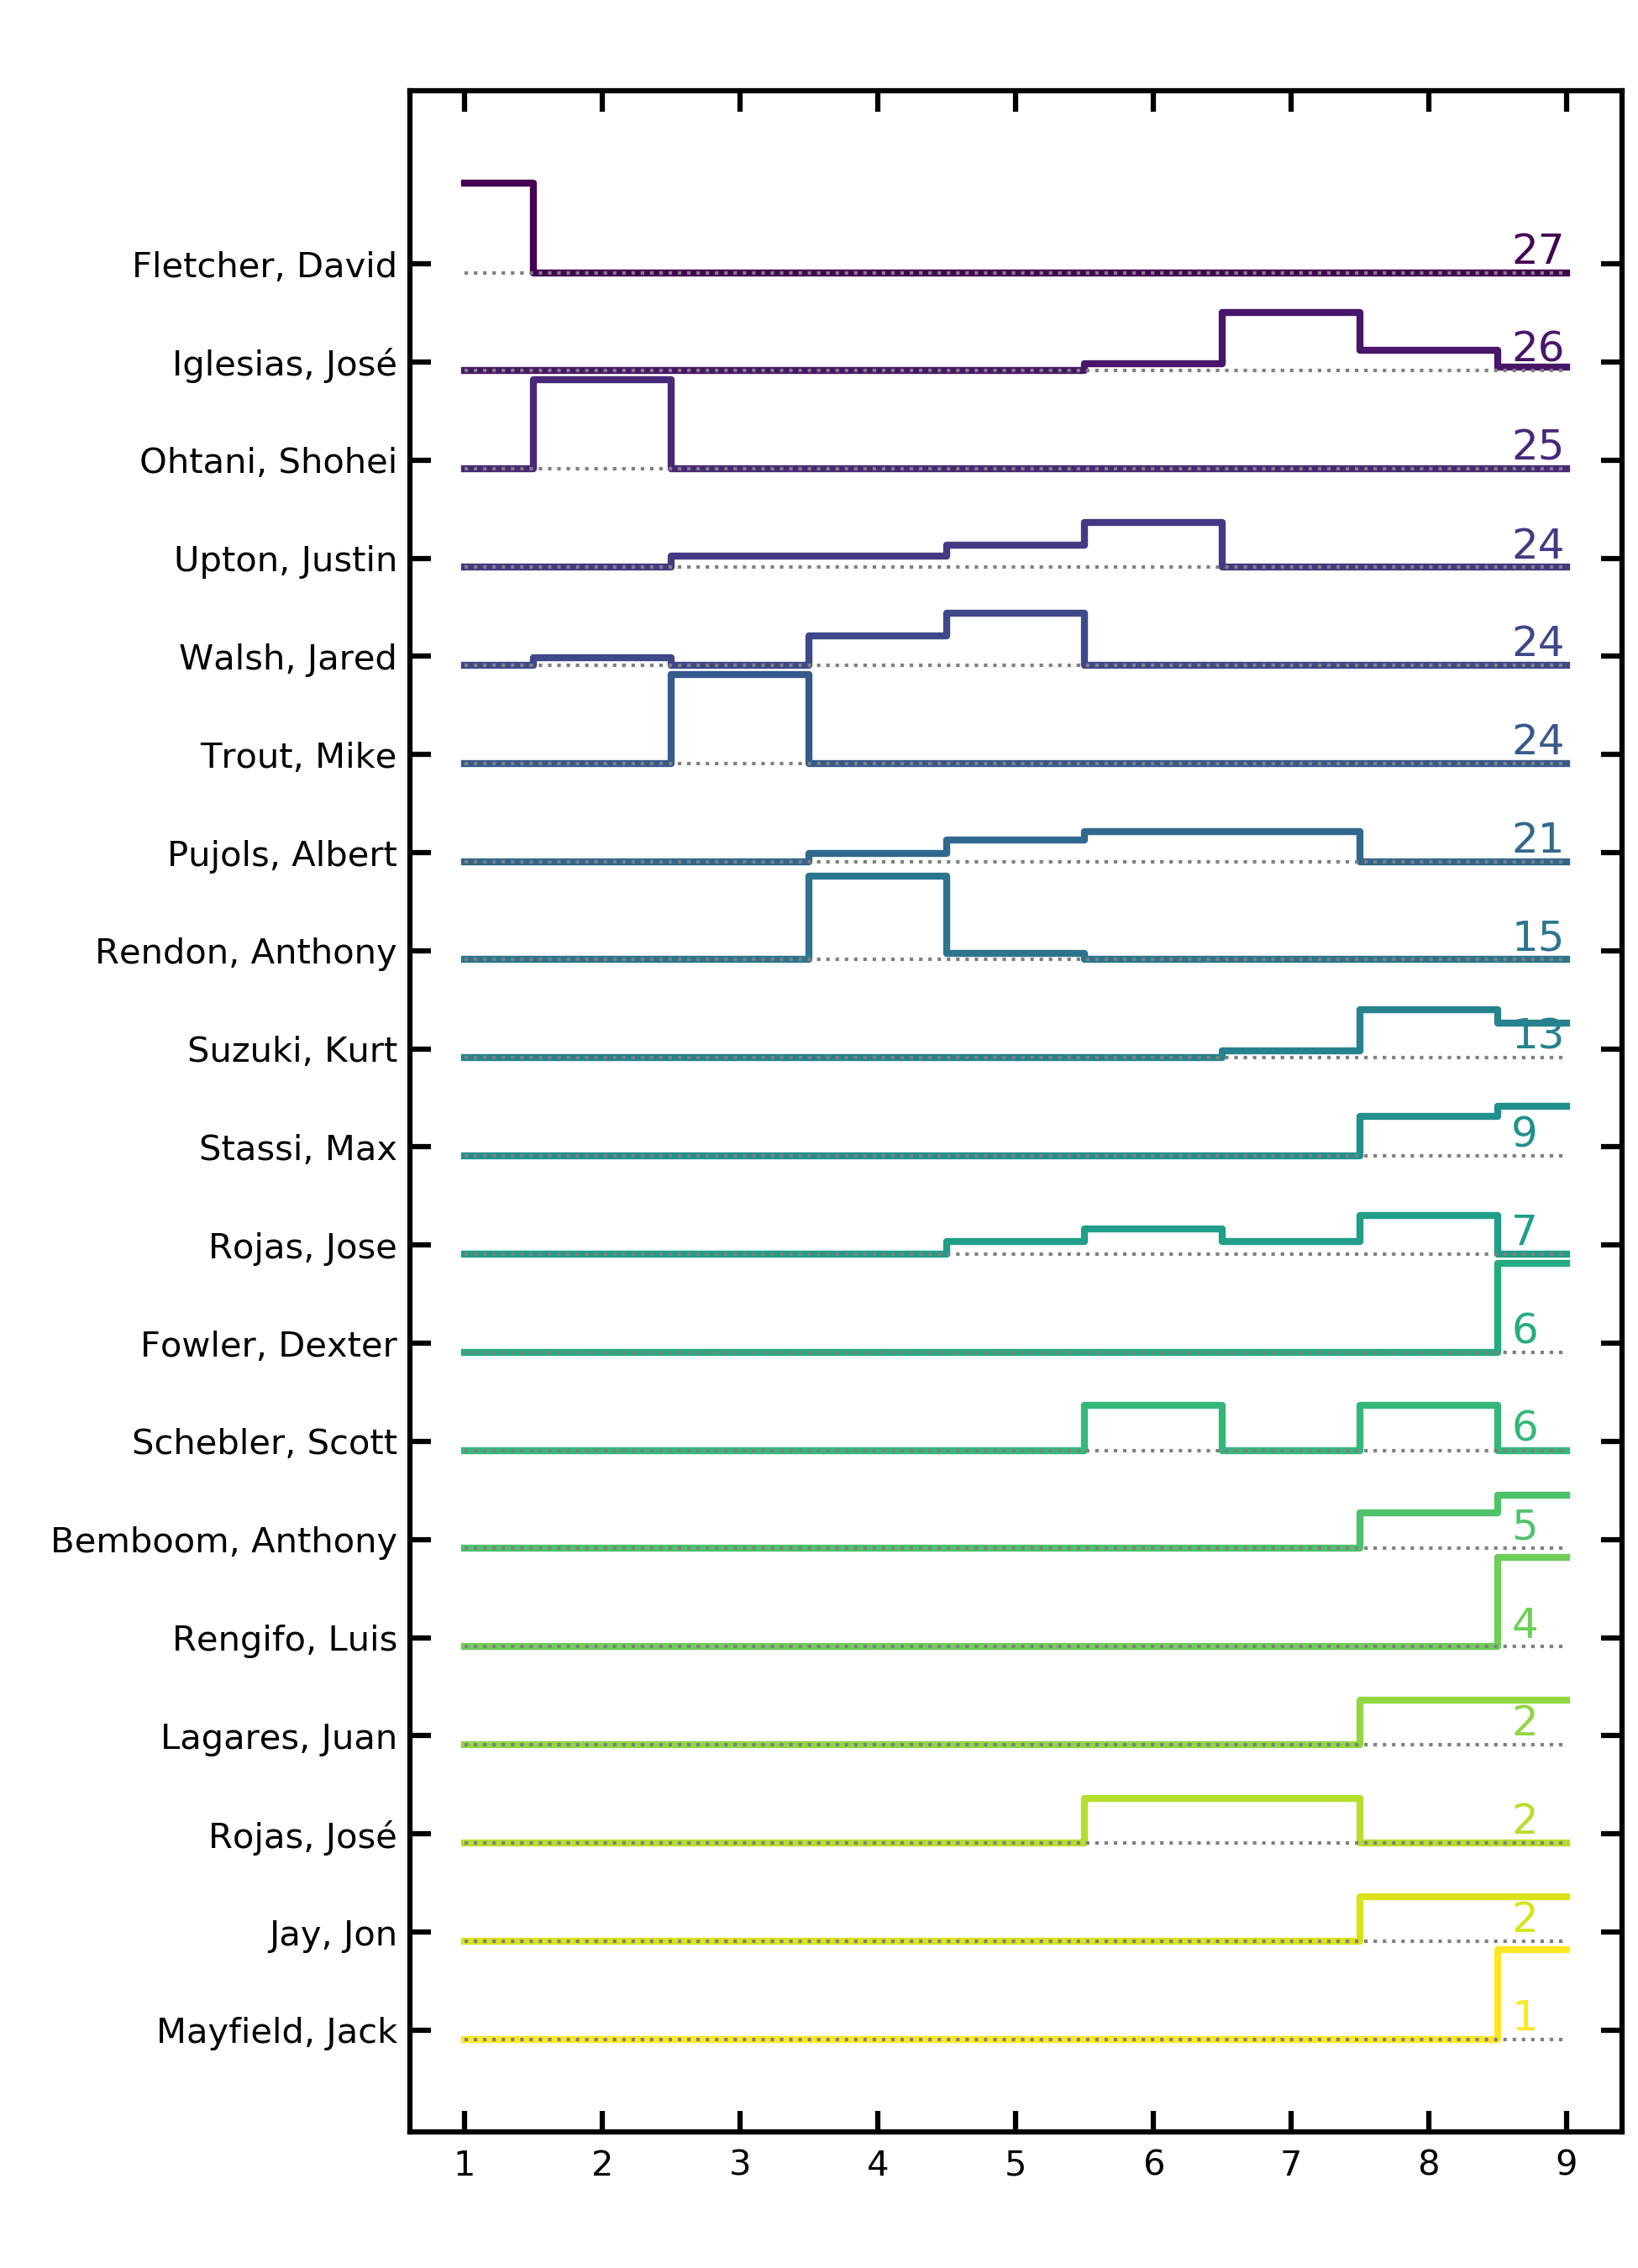 Fletcher, David 27
Iglesias, José 26
Ohtani, Shohei 25
Upton, Justin 24
Walsh, Jared 24
Trout, Mike 24
Pujols, Albert 21
Rendon, Anthony 15
Suzuki, Kurt 13
Stassi, Max 9
Rojas, Jose 7
Fowler, Dexter 6
Schebler, Scott 6
Bemboom, Anthony 5
Rengifo, Luis 4
Lagares, Juan 2
Rojas, José 2
Jay, Jon 2
Mayfield, Jack 1
1 2 3 4 5 6 7 8 9